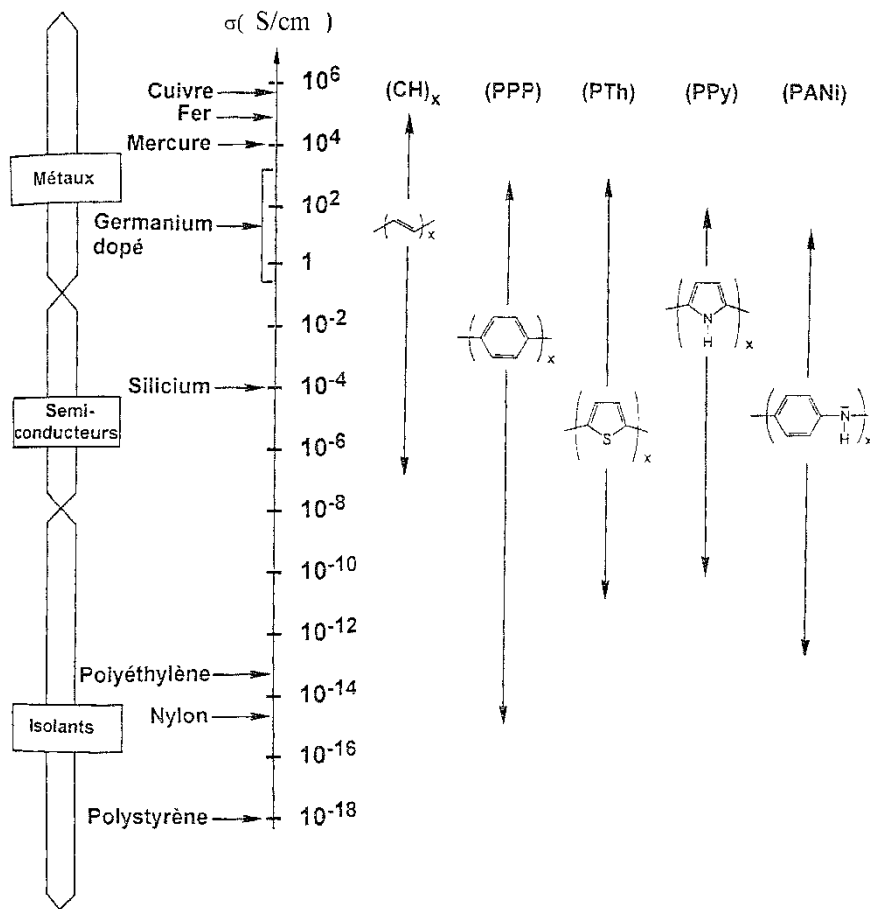 σ( S/cm )
Cuivre
Fer
Mercure
Germanium
dopé
Silicium
Polyéthylène
Nylon
Polystyrène
Métaux
Semi-
conducteurs
Isolants
10⁶
10⁴
10²
1
10⁻²
10⁻⁴
10⁻⁶
10⁻⁸
10⁻¹⁰
10⁻¹²
10⁻¹⁴
10⁻¹⁶
10⁻¹⁸
(CH)ₓ
(PPP)
(PTh)
(PPy)
(PANi)
x
x
S
x
N
H
x
N
H
x